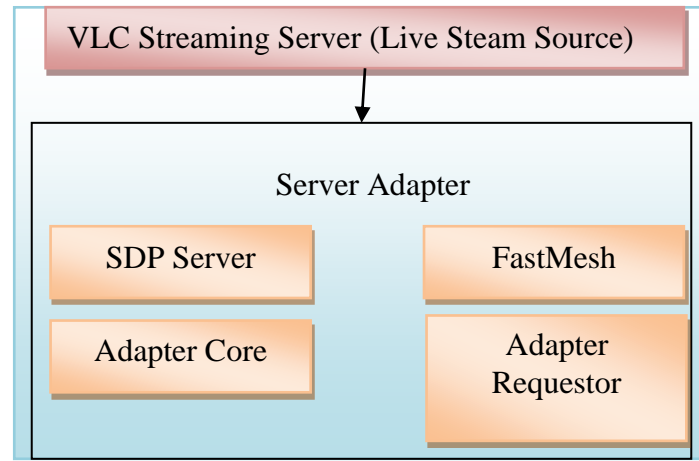 VLC Streaming Server (Live Steam Source)
Server Adapter
SDP Server
FastMesh
Adapter Core
Adapter
Requestor